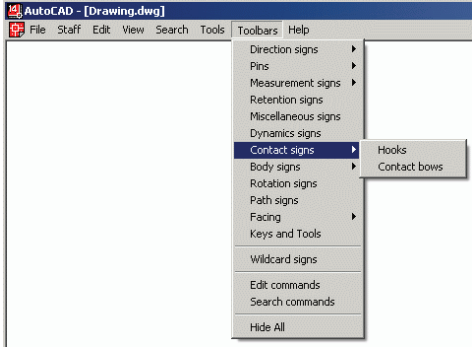 AutoCAD - [Drawing.dwg]
File Staff Edit View Search Tools Toolbars Help
Direction signs
Pins
Measurement signs
Retention signs
Miscellaneous signs
Dynamics signs
Contact signs
Hooks
Body signs
Contact bows
Rotation signs
Path signs
Facing
Keys and Tools
Wildcard signs
Edit commands
Search commands
Hide All